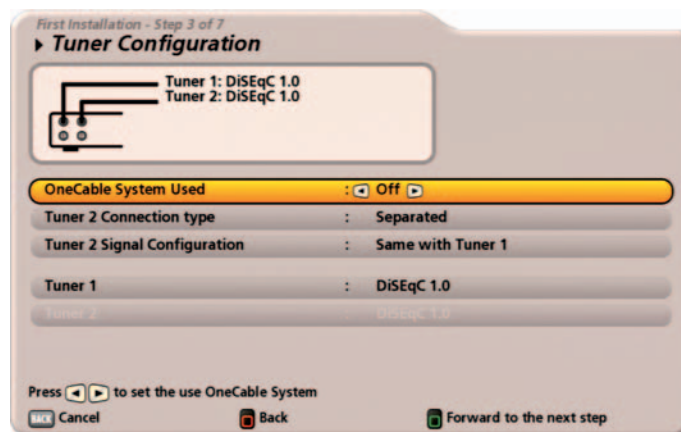 First Installation - Step 3 of 7
Tuner Configuration
Tuner 1: DiSEqC 1.0
Tuner 2: DiSEqC 1.0
OneCable System Used : Off
Tuner 2 Connection type : Separated
Tuner 2 Signal Configuration : Same with Tuner 1
Tuner 1 : DiSEqC 1.0
Tuner 2 : DiSEqC 1.0
Press to set the use OneCable System
BACK Cancel Back Forward to the next step